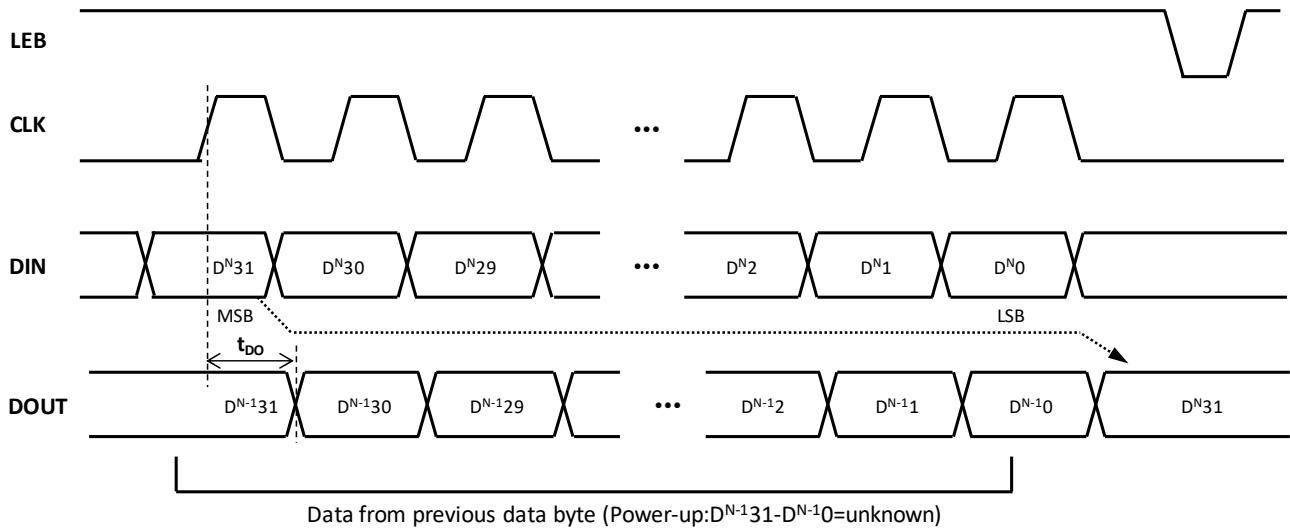 LEB
CLK
•••
DIN
Dᴺ31 Dᴺ30 Dᴺ29 ••• Dᴺ2 Dᴺ1 Dᴺ0
MSB LSB
tDO
DOUT
Dᴺ⁻¹31 Dᴺ⁻¹30 Dᴺ⁻¹29 ••• Dᴺ⁻¹2 Dᴺ⁻¹1 Dᴺ⁻¹0 Dᴺ31
Data from previous data byte (Power-up:Dᴺ⁻¹31-Dᴺ⁻¹0=unknown)